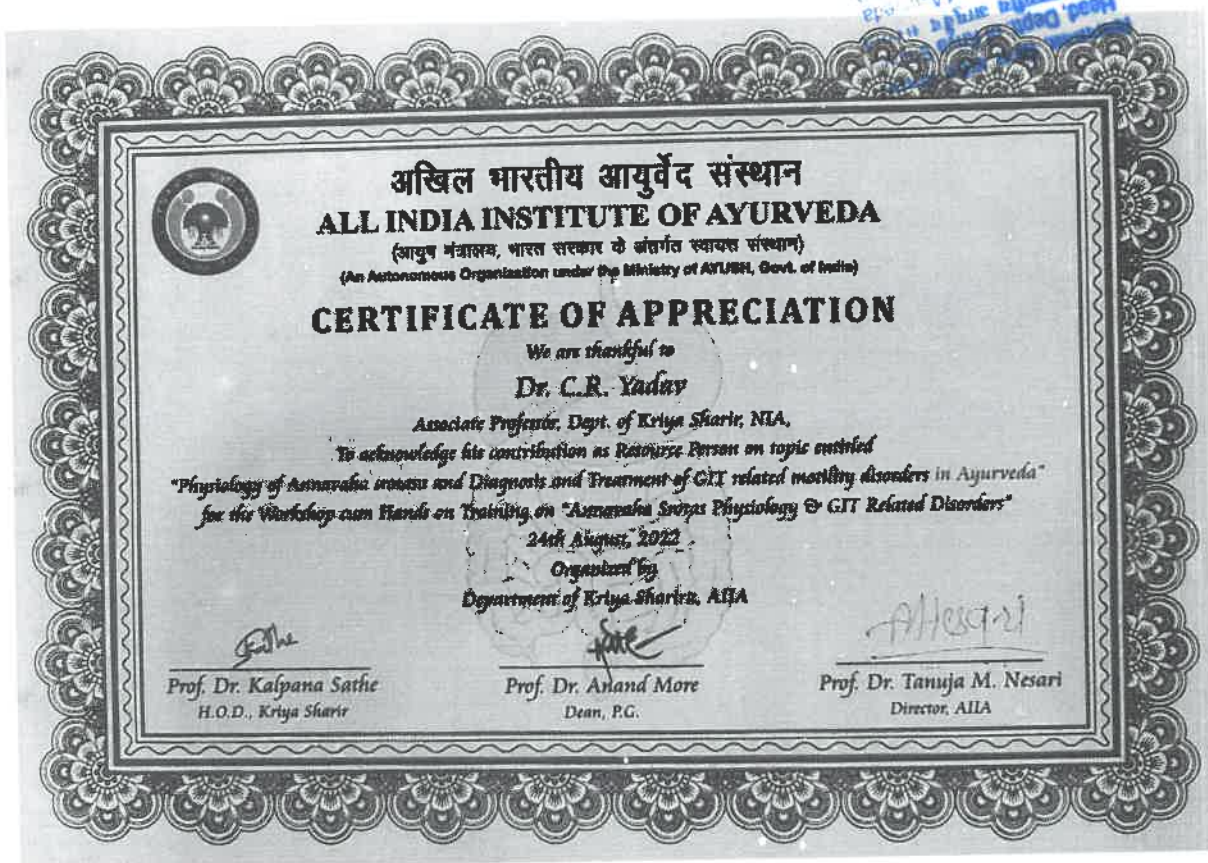 अखिल भारतीय आयुर्वेद संस्थान
ALL INDIA INSTITUTE OF AYURVEDA
(आयुष मंत्रालय, भारत सरकार के अंतर्गत स्वायत्त संस्थान)
(An Autonomous Organization under the Ministry of AYUSH, Govt. of India)
CERTIFICATE OF APPRECIATION
We are thankful to
Dr. C.R. Yadav
Associate Professor, Dept. of Kriya Sharir, NIA,
To acknowledge his contribution as Resource Person on topic entitled
"Physiology of Annavaha srotas and Diagnosis and Treatment of GIT related motility disorders in Ayurveda"
for the Workshop cum Hands on Training on "Annavaha Srotas Physiology & GIT Related Disorders"
24th August, 2022
Organized by
Department of Kriya Sharira, AIIA
Prof. Dr. Kalpana Sathe
H.O.D., Kriya Sharir
Prof. Dr. Anand More
Dean, P.G.
Prof. Dr. Tanuja M. Nesari
Director, AIIA
Head, Deptt.